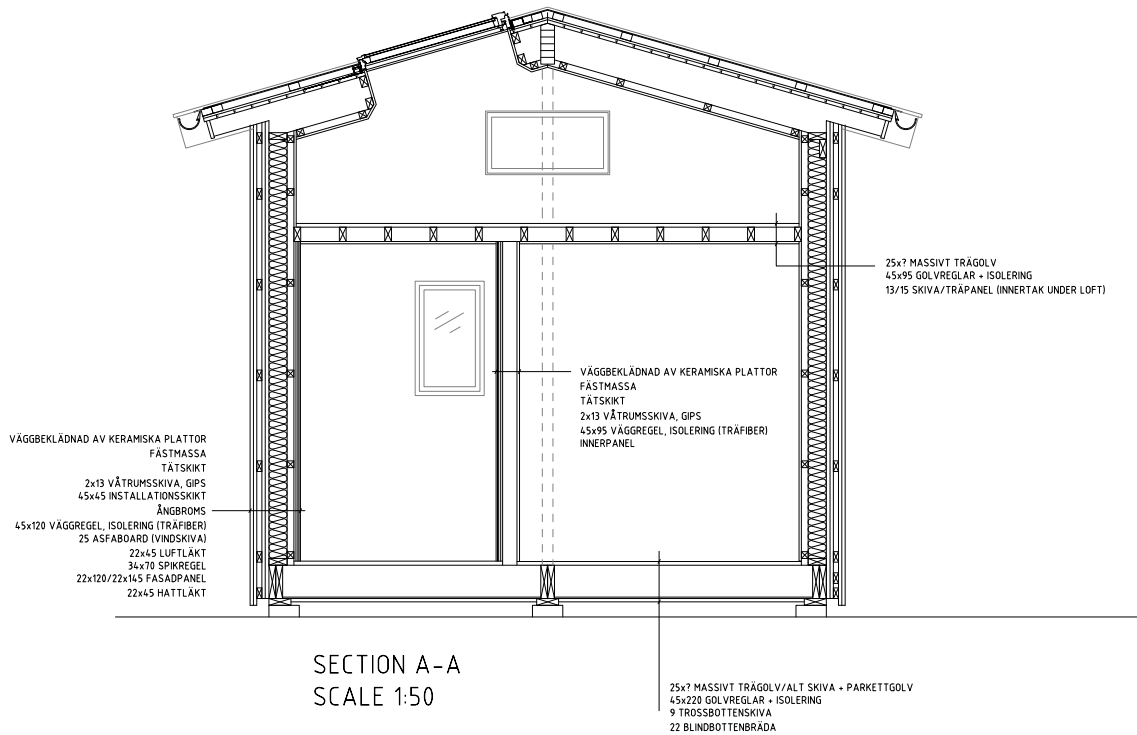 25x? MASSIVT TRÄGOLV
45x95 GOLVREGLAR + ISOLERING
13/15 SKIVA/TRÄPANEL (INNERTAK UNDER LOFT)
VÄGGBEKLÄDNAD AV KERAMISKA PLATTOR
FÄSTMASSA
TÄTSKIKT
2x13 VÅTRUMSSKIVA, GIPS
45x95 VÄGGREGEL, ISOLERING (TRÄFIBER)
INNERPANEL
VÄGGBEKLÄDNAD AV KERAMISKA PLATTOR
FÄSTMASSA
TÄTSKIKT
2x13 VÅTRUMSSKIVA, GIPS
45x45 INSTALLATIONSSKIKT
ÅNGBROMS
45x120 VÄGGREGEL, ISOLERING (TRÄFIBER)
25 ASFABOARD (VINDSKIVA)
22x45 LUFTLÄKT
34x70 SPIKREGEL
22x120/22x145 FASADPANEL
22x45 HATTLÄKT
SECTION A-A
SCALE 1:50
25x? MASSIVT TRÄGOLV/ALT SKIVA + PARKETTGOLV
45x220 GOLVREGLAR + ISOLERING
9 TROSSBOTTENSKIVA
22 BLINDBOTTENBRÄDA